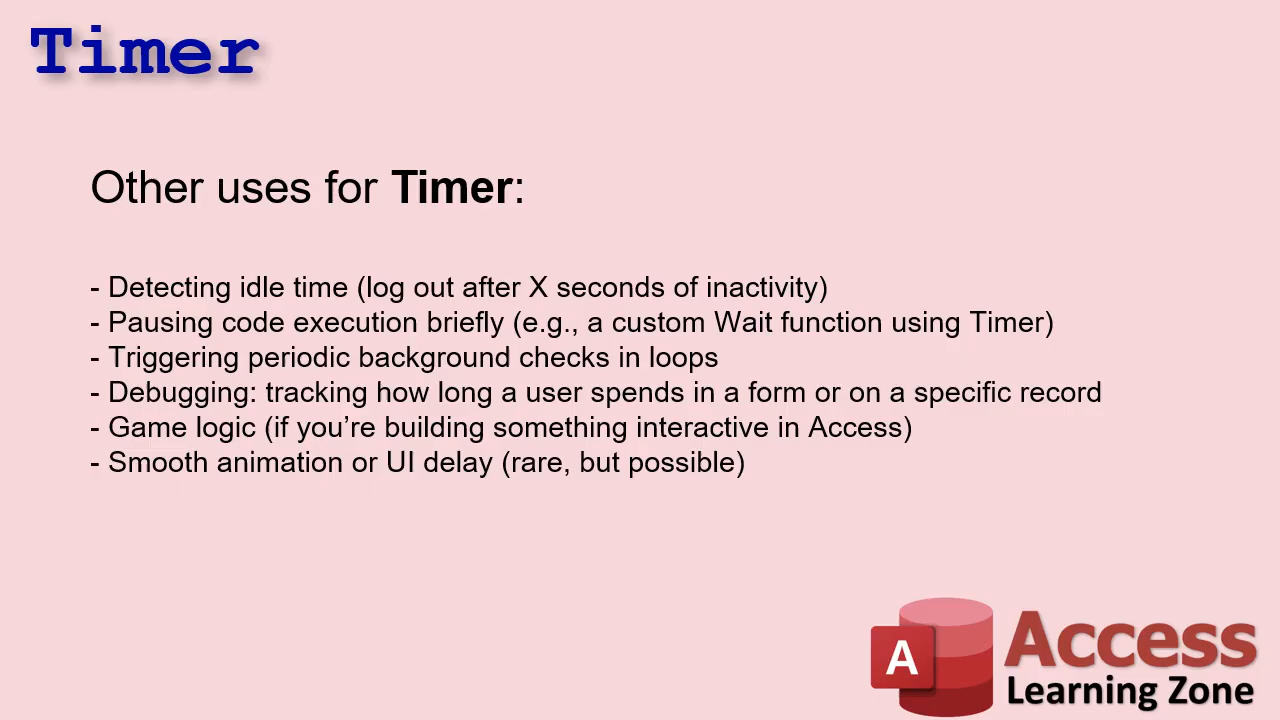 Timer
Other uses for Timer:
- Detecting idle time (log out after X seconds of inactivity)
- Pausing code execution briefly (e.g., a custom Wait function using Timer)
- Triggering periodic background checks in loops
- Debugging: tracking how long a user spends in a form or on a specific record
- Game logic (if you’re building something interactive in Access)
- Smooth animation or UI delay (rare, but possible)
A
Access
Learning Zone